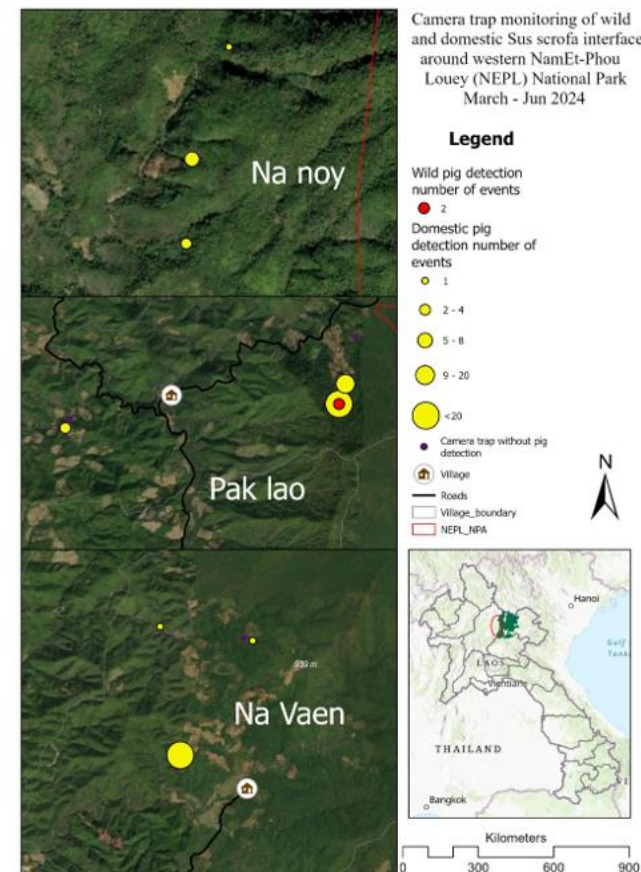 Camera trap monitoring of wild
and domestic Sus scrofa interface
around western NamEt-Phou
Louey (NEPL) National Park
March - Jun 2024
Legend
Wild pig detection
number of events
2
Domestic pig
detection number of
events
1
2 - 4
5 - 8
9 - 20
<20
Camera trap without pig
detection
Village
Roads
Village_boundary
NEPL_NPA
N
Na noy
Pak lao
Na Vaen
939 m
Hanoi
Gulf
LAOS
Vientiane
THAILAND
Bangkok
Kilometers
0 300 600 900